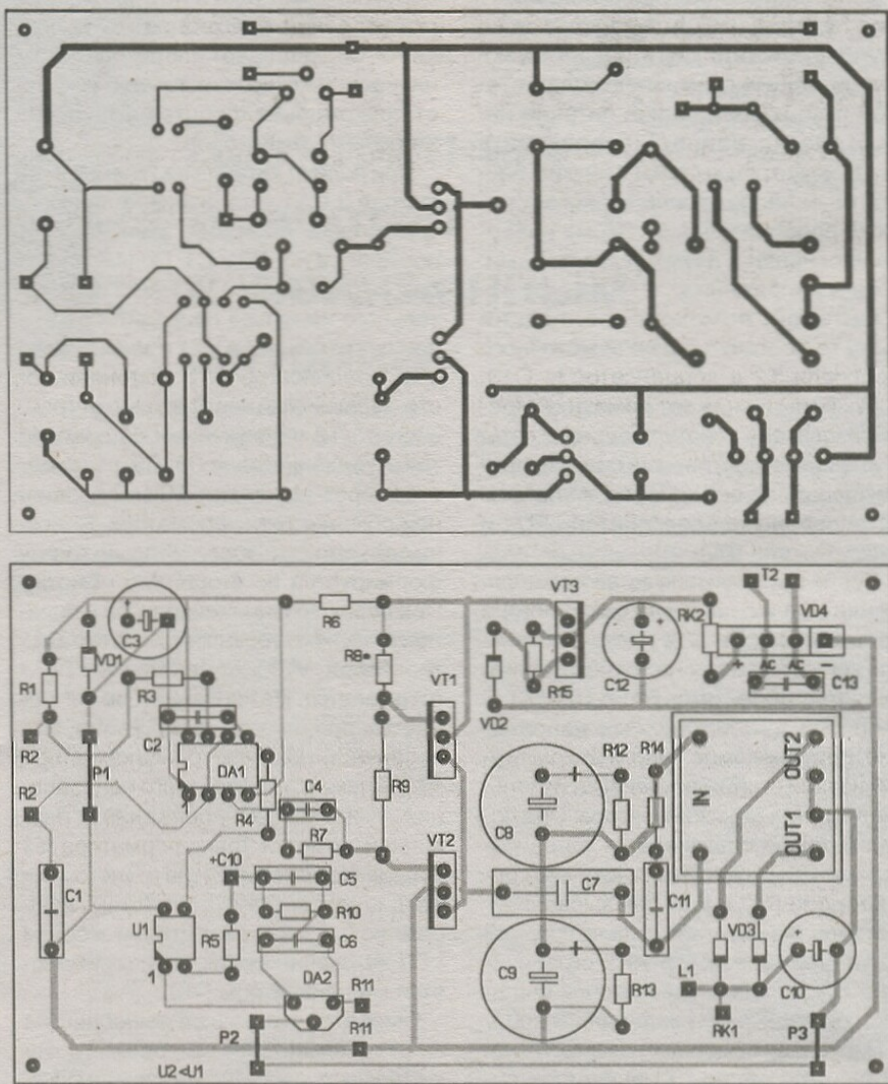 VT3
T2
C3
RK2
VD4
R6
VD1
R8*
R1
R3
VT1
+ AC AC -
R15
C12
C13
VD2
R2
C2
P1
DA1
R12
R14
OUT2
IN
R2
1
R4
C4
R9
C8
OUT1
R7
VT2
+C10
C5
C7
C1
C11
U1
R5
R10
C6
VD3
C9
1
DA2
R11
L1
C10
R13
R11
RK1
P2
P3
U2<U1